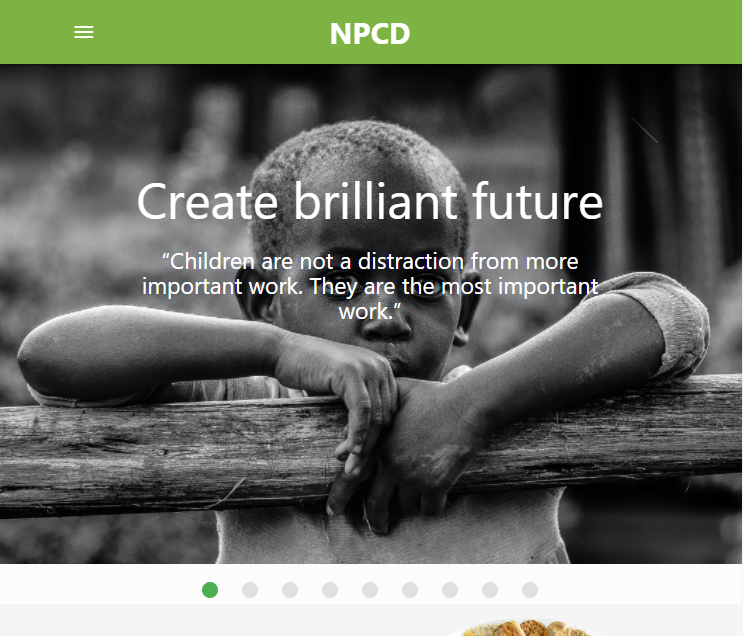 NPCD
Create brilliant future
“Children are not a distraction from more
important work. They are the most important
work.”